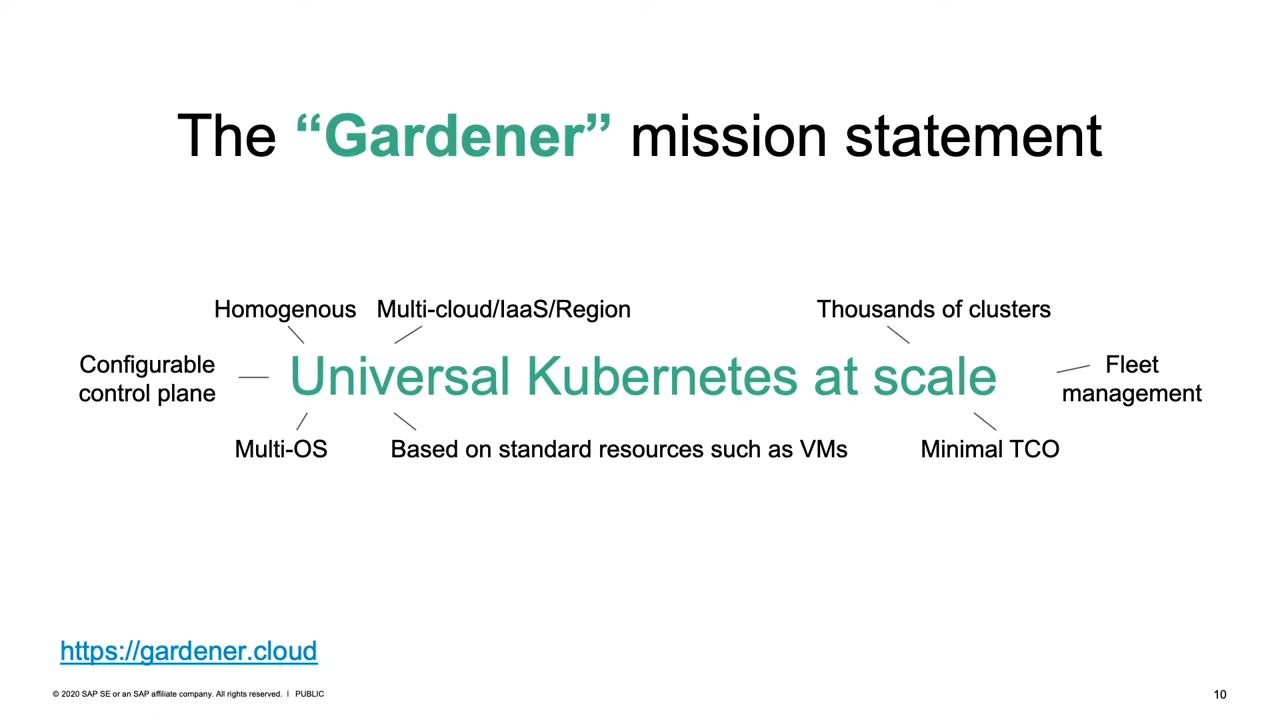 The “Gardener” mission statement
Homogenous
Multi-cloud/IaaS/Region
Thousands of clusters
Configurable
control plane
Universal Kubernetes at scale
Fleet
management
Multi-OS
Based on standard resources such as VMs
Minimal TCO
https://gardener.cloud
© 2020 SAP SE or an SAP affiliate company. All rights reserved. | PUBLIC
10